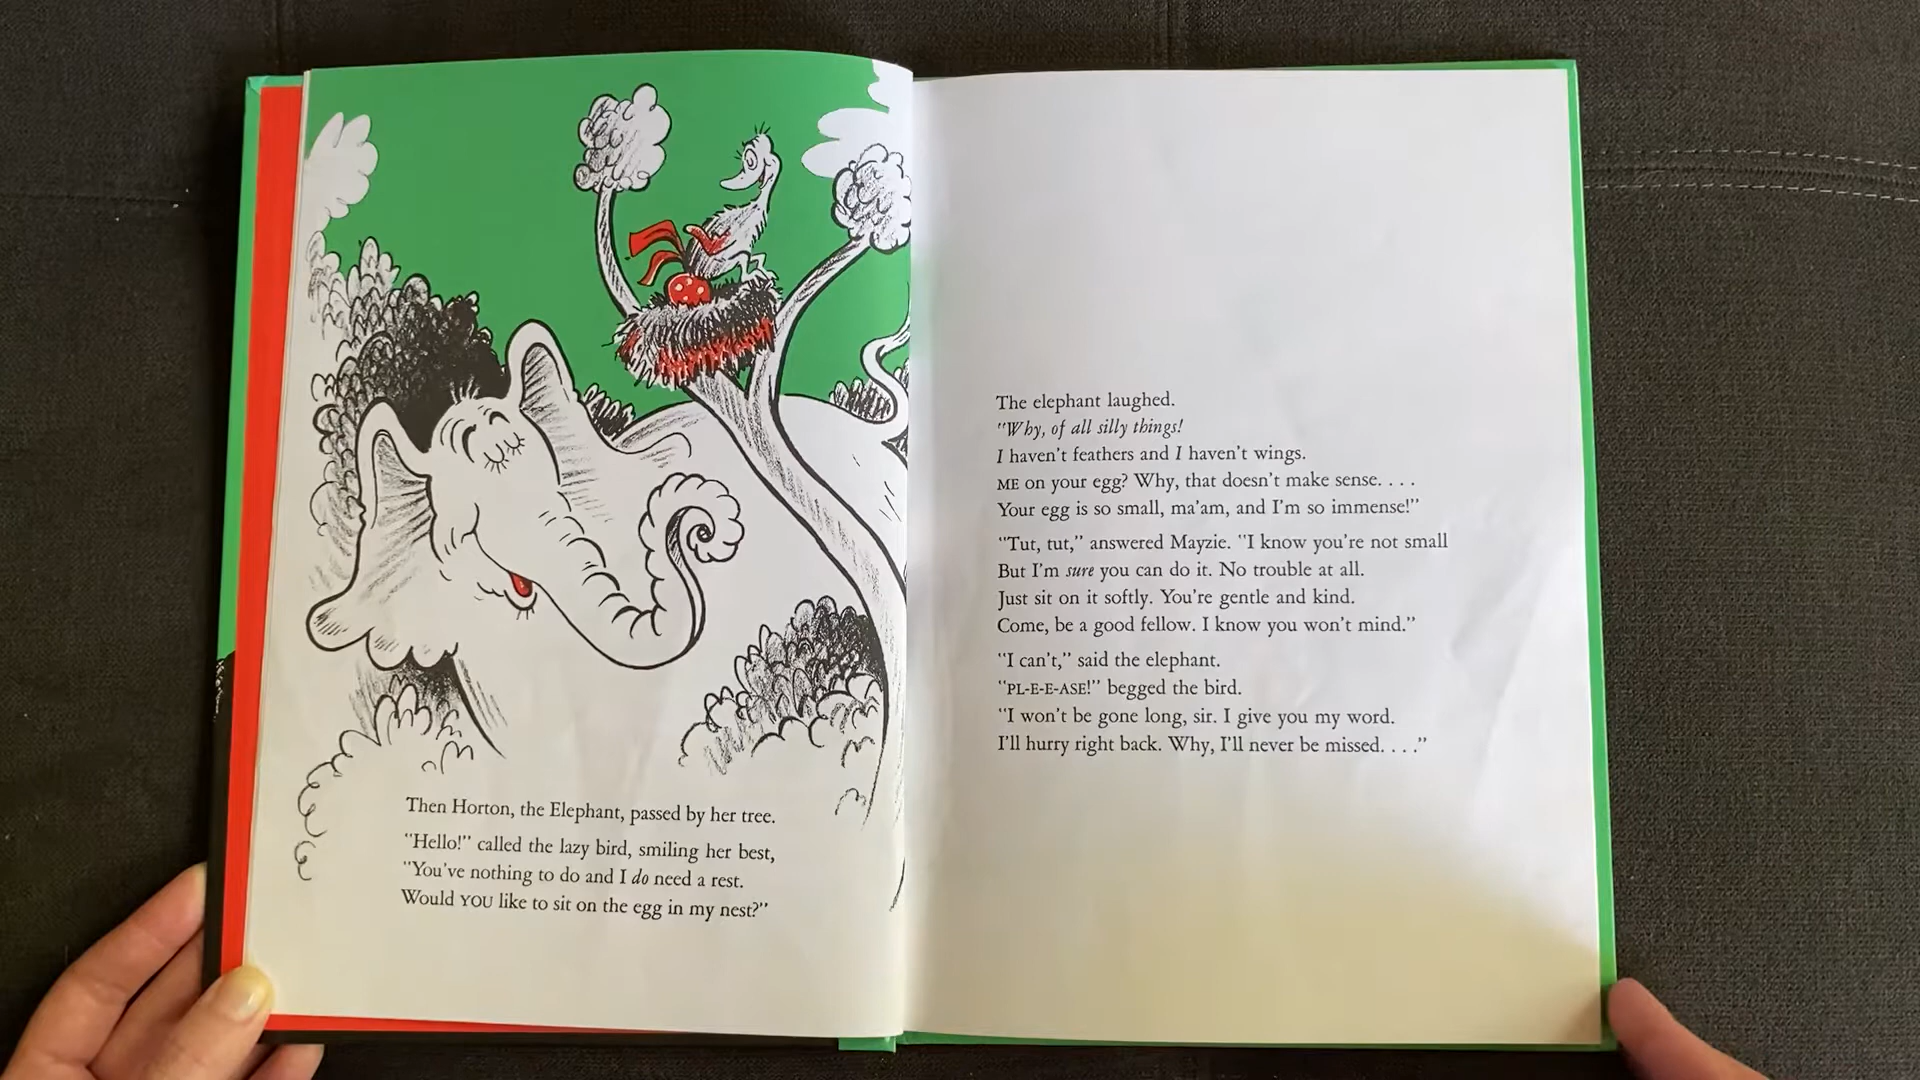 Then Horton, the Elephant, passed by her tree.
"Hello!" called the lazy bird, smiling her best,
"You've nothing to do and I do need a rest.
Would YOU like to sit on the egg in my nest?"
The elephant laughed.
"Why, of all silly things!
I haven't feathers and I haven't wings.
ME on your egg? Why, that doesn't make sense. . . .
Your egg is so small, ma'am, and I'm so immense!"
"Tut, tut," answered Mayzie. "I know you're not small
But I'm sure you can do it. No trouble at all.
Just sit on it softly. You're gentle and kind.
Come, be a good fellow. I know you won't mind."
"I can't," said the elephant.
"PL-E-E-ASE!" begged the bird.
"I won't be gone long, sir. I give you my word.
I'll hurry right back. Why, I'll never be missed. . . ."